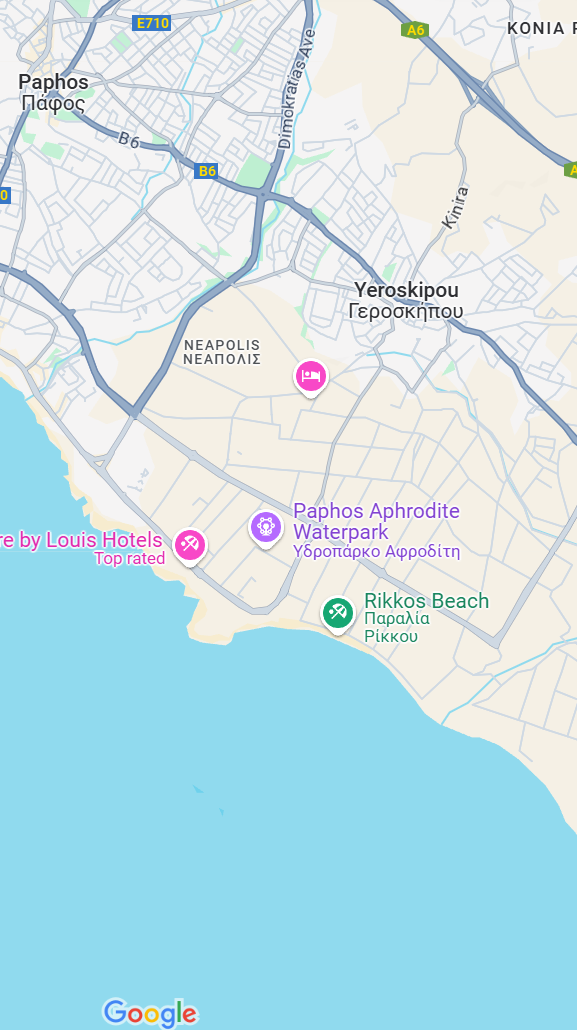 E710
A6
KONIA
Paphos
Πάφος
Dimokratias Ave
B6
B6
A
0
Kinira
Yeroskipou
Γεροσκήπου
NEAPOLIS
ΝΕΑΠΟΛΙΣ
Paphos Aphrodite
Waterpark
Υδροπάρκο Αφροδίτη
re by Louis Hotels
Top rated
Rikkos Beach
Παραλία
Ρίκκου
Google